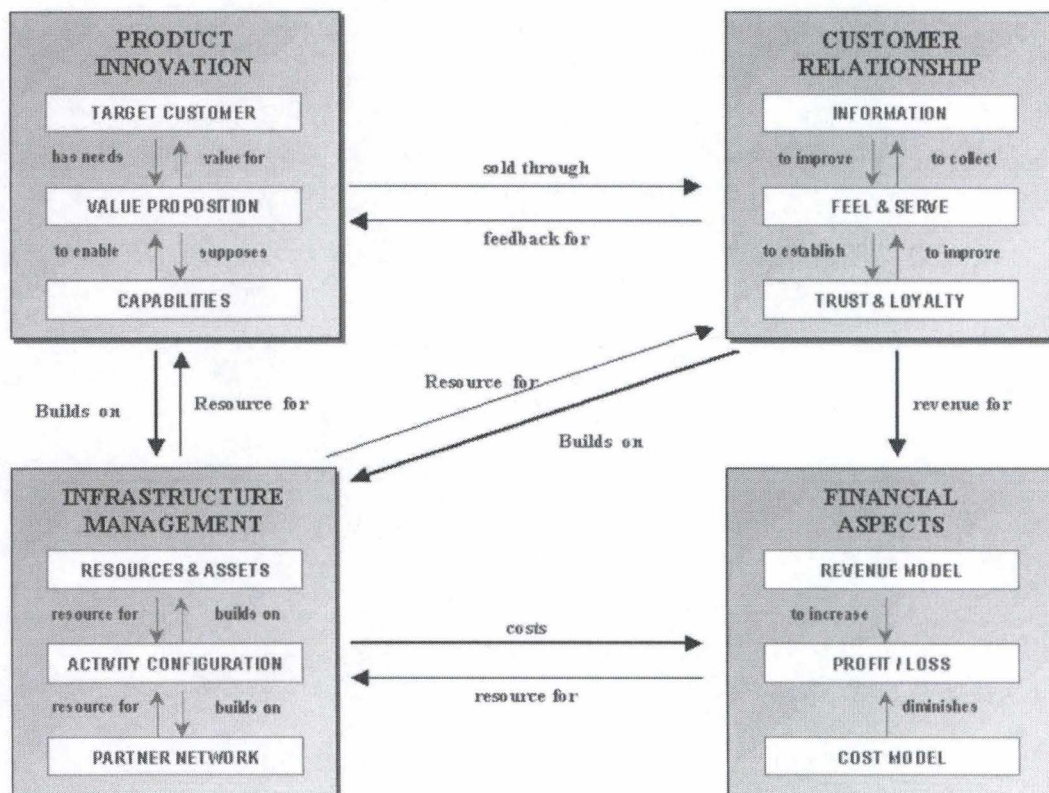 PRODUCT
INNOVATION
TARGET CUSTOMER
has needs
value for
VALUE PROPOSITION
to enable
supposes
CAPABILITIES
CUSTOMER
RELATIONSHIP
INFORMATION
to improve
to collect
FEEL & SERVE
to establish
to improve
TRUST & LOYALTY
sold through
feedback for
Builds on
Resource for
Resource for
Builds on
revenue for
INFRASTRUCTURE
MANAGEMENT
RESOURCES & ASSETS
resource for
builds on
ACTIVITY CONFIGURATION
resource for
builds on
PARTNER NETWORK
costs
resource for
FINANCIAL
ASPECTS
REVENUE MODEL
to increase
PROFIT / LOSS
diminishes
COST MODEL